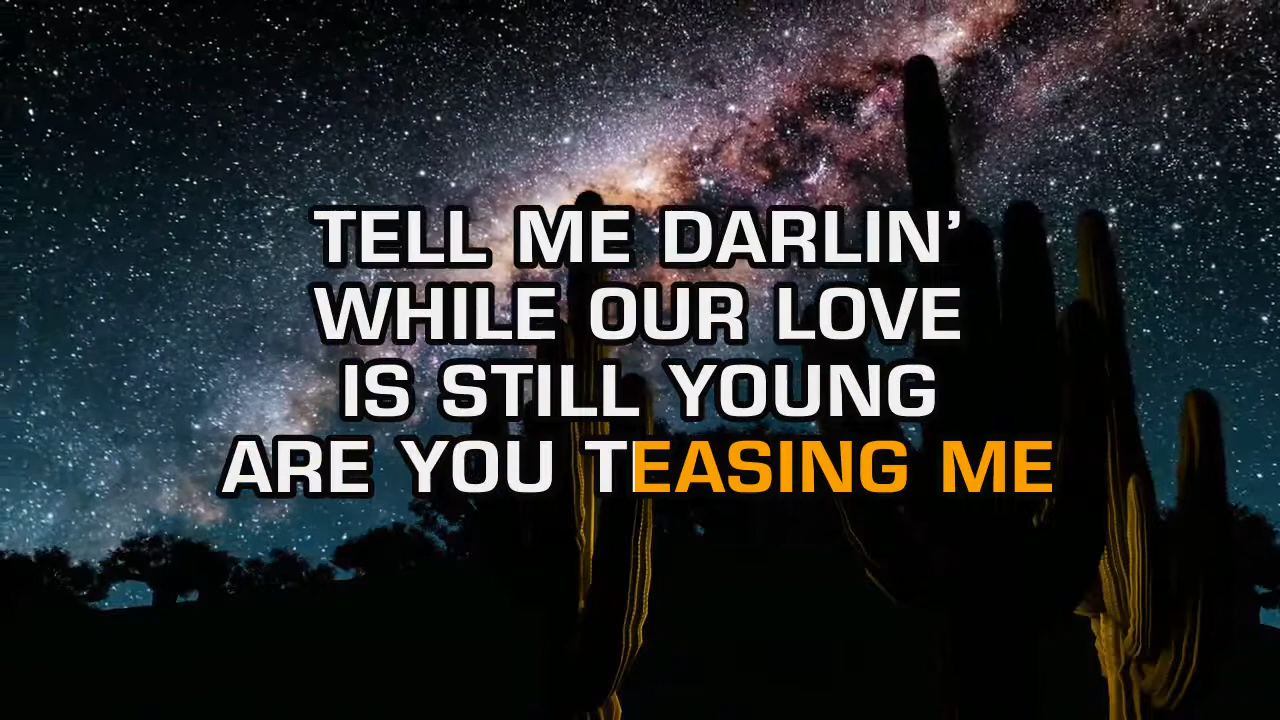 TELL ME DARLIN’
WHILE OUR LOVE
IS STILL YOUNG
ARE YOU TEASING ME